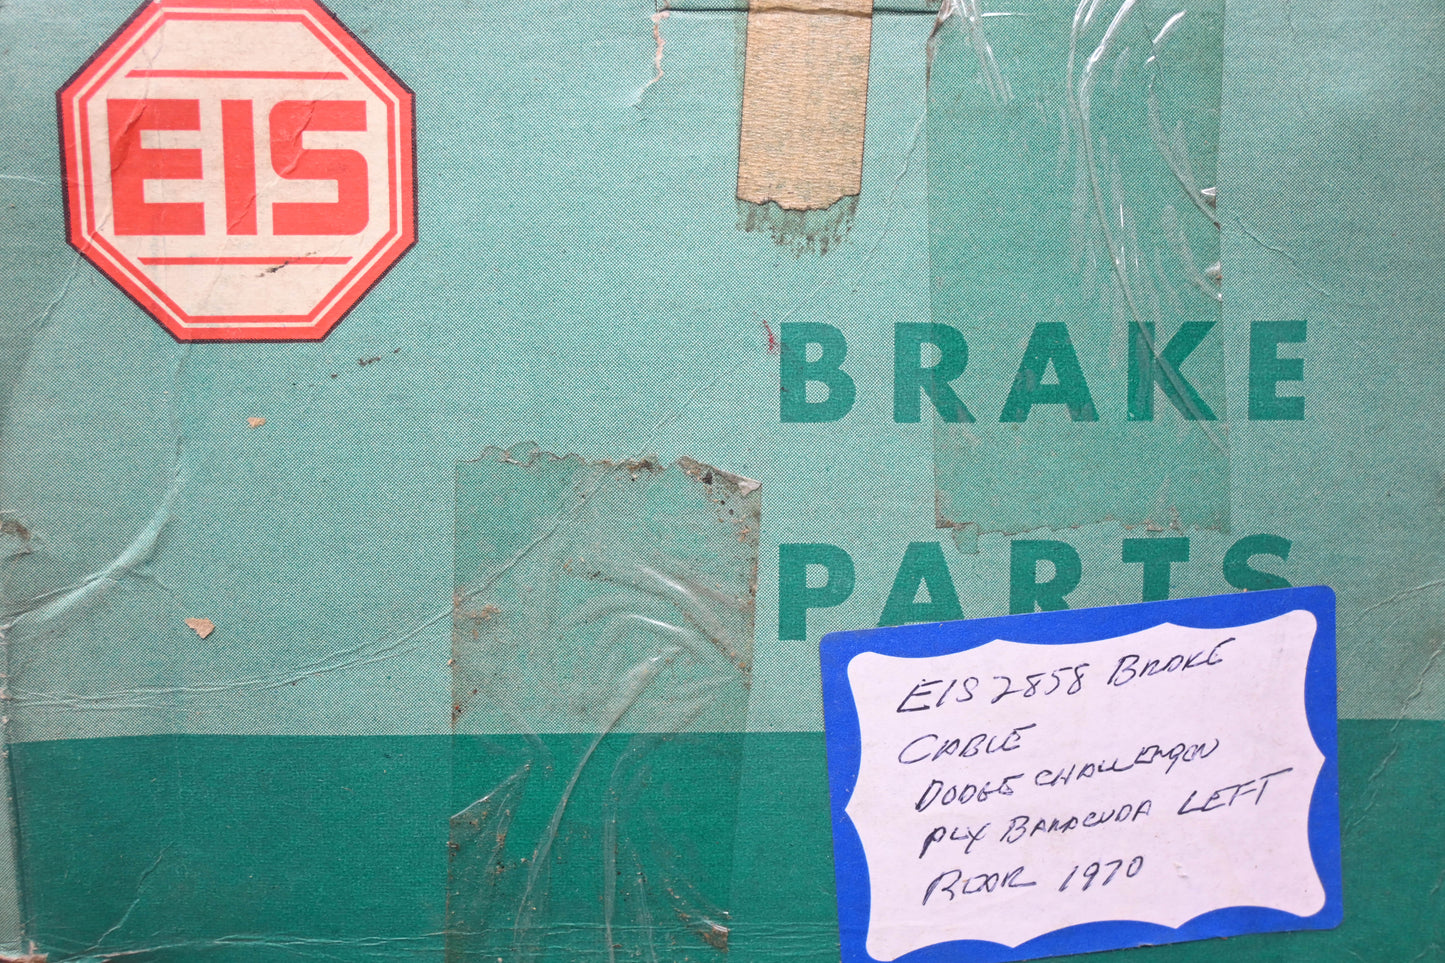 EIS
BRAKE
PARTS
EIS 2858 BRAKE
CABLE
DODGE CHALLENGER
PLY BARACUDA LEFT
REAR 1970